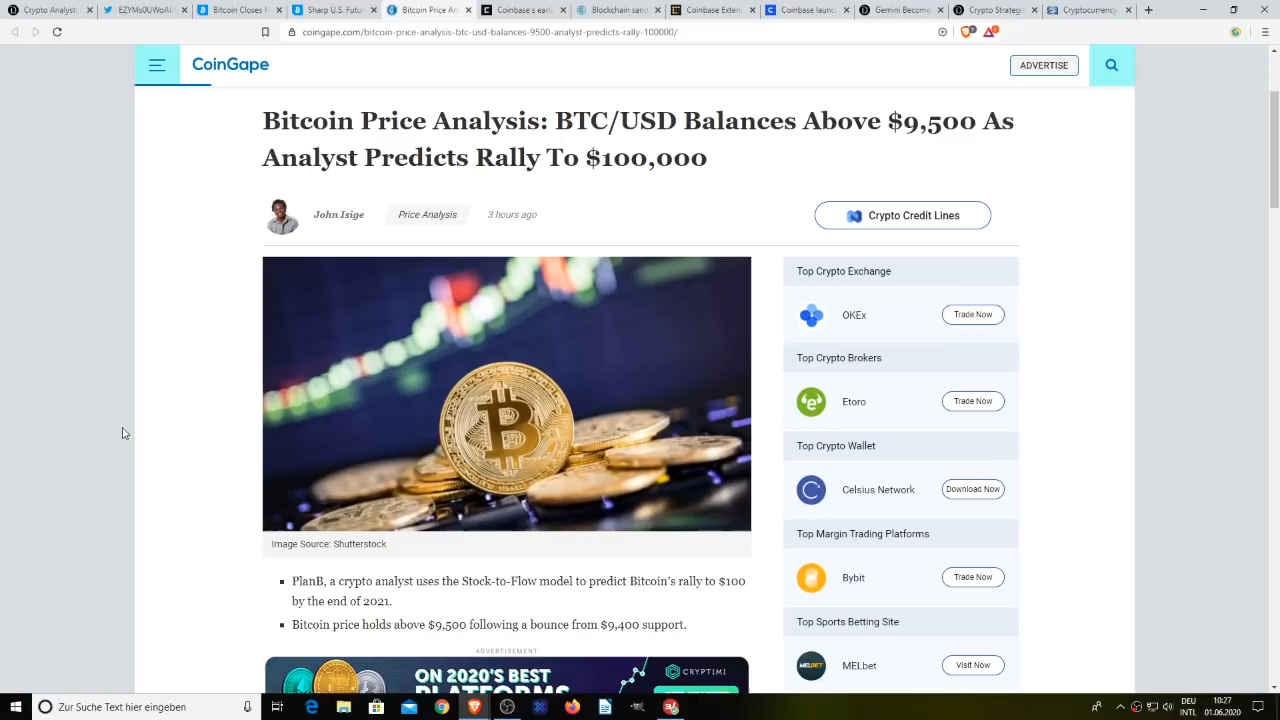 Crypto Analyst
EZYMs0UWpAU
Bitcoin Closes M
Sharp U.S. Futur
Bitcoin Price An
Coinbase's earl
Blockchain sand
Coinbase Exten
Coinbase launch
Gemini Become
Crypto Strateg
Cryptocurrency
coingape.com/bitcoin-price-analysis-btc-usd-balances-9500-analyst-predicts-rally-100000/
CoinGape
ADVERTISE
Bitcoin Price Analysis: BTC/USD Balances Above $9,500 As
Analyst Predicts Rally To $100,000
John Isige
Price Analysis
3 hours ago
Crypto Credit Lines
Image Source: Shutterstock
PlanB, a crypto analyst uses the Stock-to-Flow model to predict Bitcoin's rally to $100
by the end of 2021.
Bitcoin price holds above $9,500 following a bounce from $9,400 support.
ADVERTISEMENT
ON 2020'S BEST
PLATFORMS
CRYPTIMI
Top Crypto Exchange
OKEx
Trade Now
Top Crypto Brokers
Etoro
Trade Now
Top Crypto Wallet
Celsius Network
Download Now
Top Margin Trading Platforms
Bybit
Trade Now
Top Sports Betting Site
MELBET
MELbet
Visit Now
Zur Suche Text hier eingeben
DEU
INTL
10:27
01.06.2020